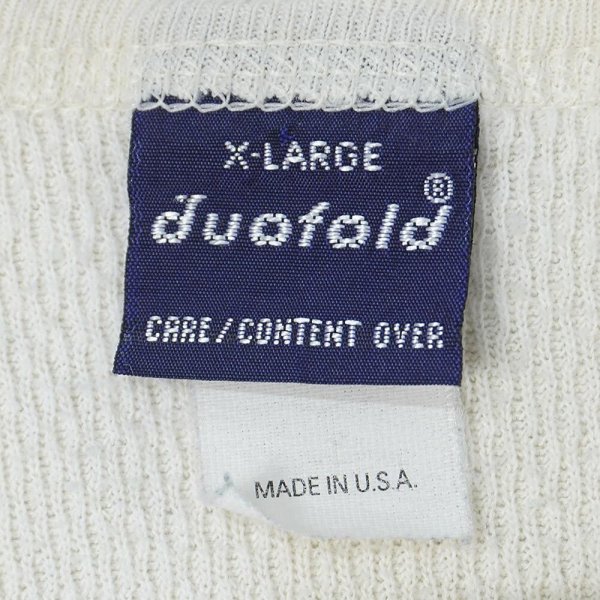 X-LARGE
duofold®
CARE/CONTENT OVER
MADE IN U.S.A.